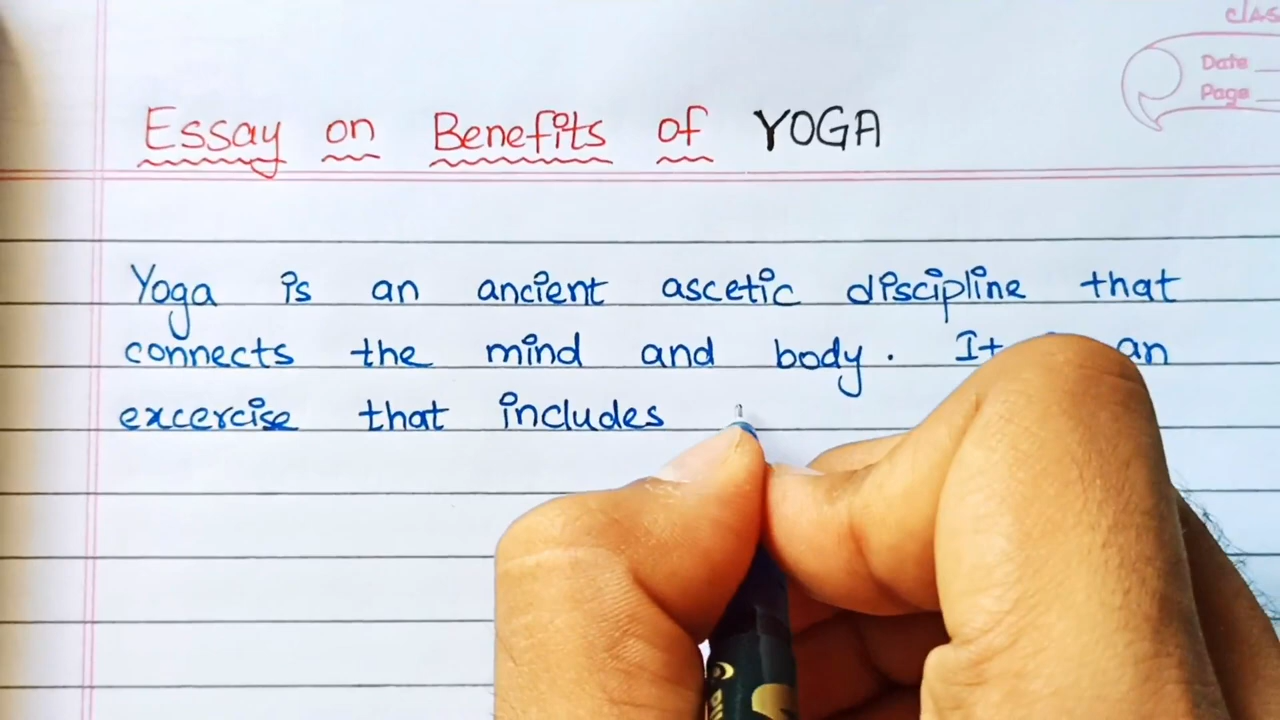 clas
Date
Page
Essay on Benefits of YOGA
Yoga is an ancient ascetic discipline that
connects the mind and body. It an
excercise that includes